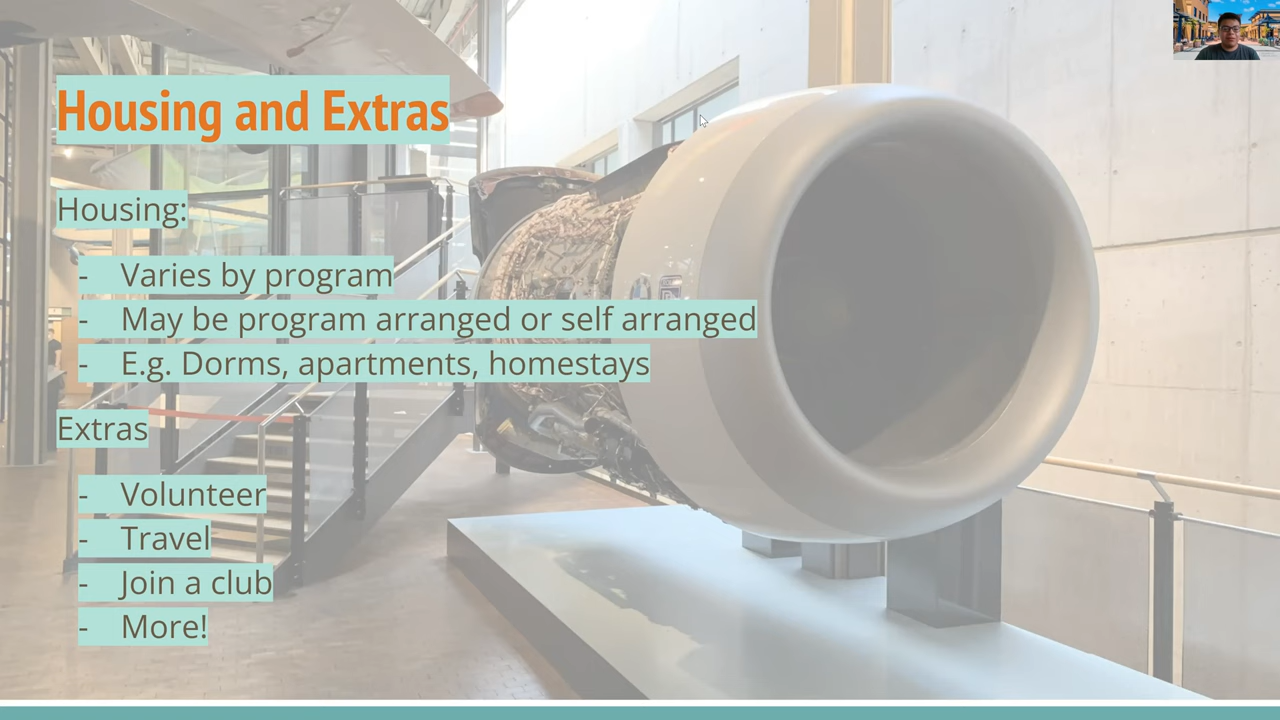 Housing and Extras
Housing:
- Varies by program
- May be program arranged or self arranged
- E.g. Dorms, apartments, homestays
Extras
- Volunteer
- Travel
- Join a club
- More!